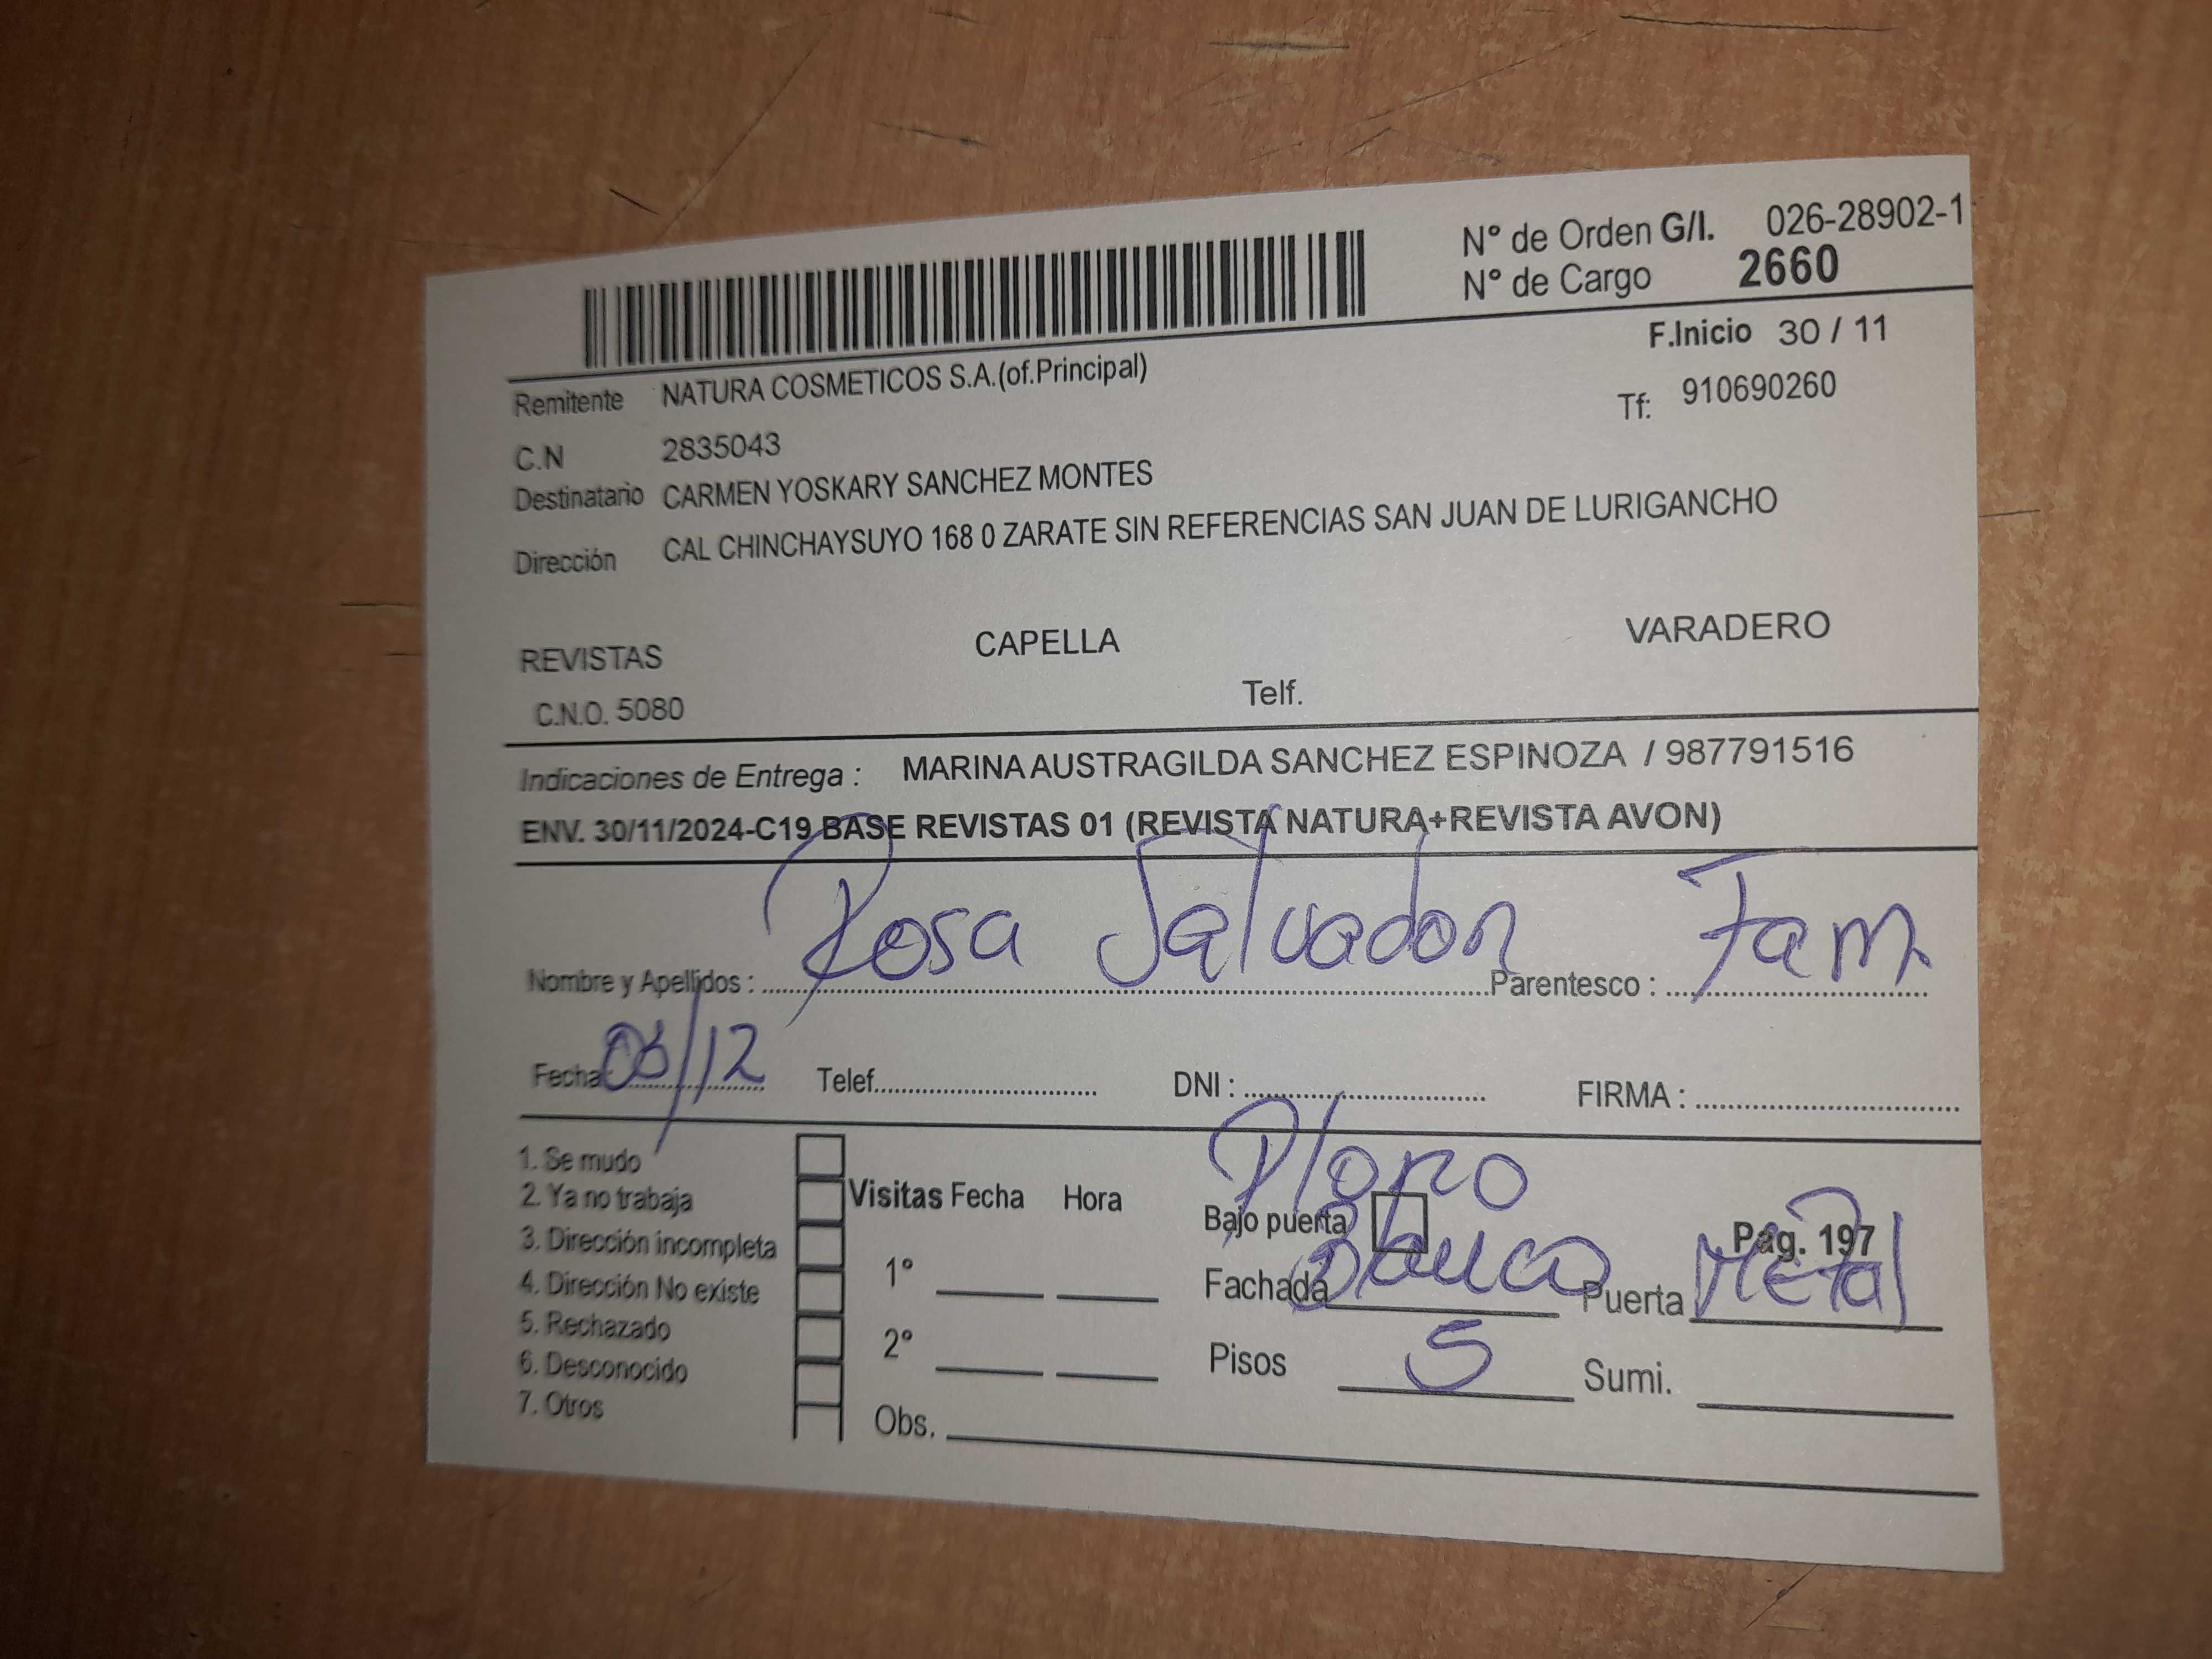 N° de Orden G/I. 026-28902-1
N° de Cargo 2660
F.Inicio 30 / 11
Remitente NATURA COSMETICOS S.A.(of.Principal)
Tf: 910690260
C.N 2835043
Destinatario CARMEN YOSKARY SANCHEZ MONTES
Dirección CAL CHINCHAYSUYO 168 0 ZARATE SIN REFERENCIAS SAN JUAN DE LURIGANCHO
REVISTAS CAPELLA VARADERO
C.N.O. 5080 Telf.
Indicaciones de Entrega : MARINA AUSTRAGILDA SANCHEZ ESPINOZA / 987791516
ENV. 30/11/2024-C19 BASE REVISTAS 01 (REVISTA NATURA+REVISTA AVON)
Nombre y Apellidos : Rosa Salvador Parentesco : Fam.
Fecha: 06/12 Telef. DNI : FIRMA :
1. Se mudo
2. Ya no trabaja
3. Dirección incompleta
4. Dirección No existe
5. Rechazado
6. Desconocido
7. Otros
Visitas Fecha Hora
1°
2°
Obs.
Plomo
Bajo puerta Pag. 197
Fachada Blanco Puerta Metal
Pisos 5 Sumi.